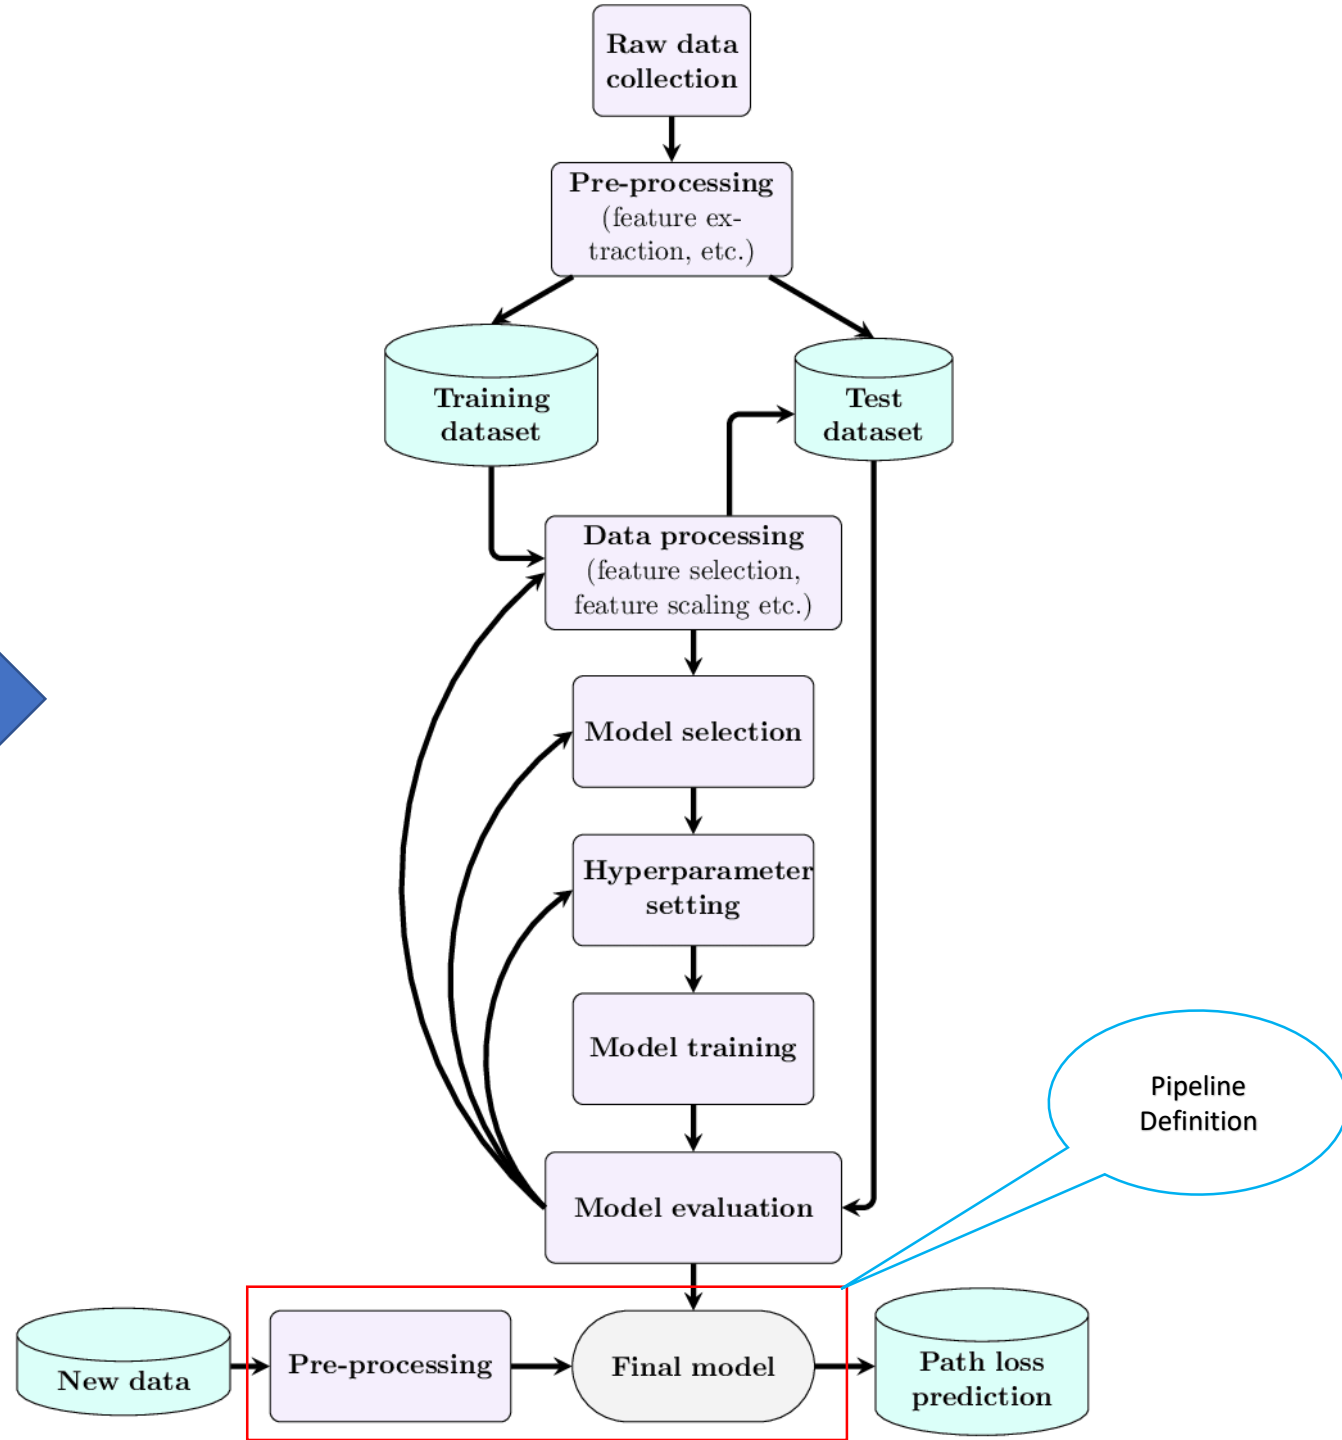 Raw data
collection
Pre-processing
(feature ex-
traction, etc.)
Training
dataset
Test
dataset
Data processing
(feature selection,
feature scaling etc.)
Model selection
Hyperparameter
setting
Model training
Pipeline
Definition
Model evaluation
New data
Pre-processing
Final model
Path loss
prediction